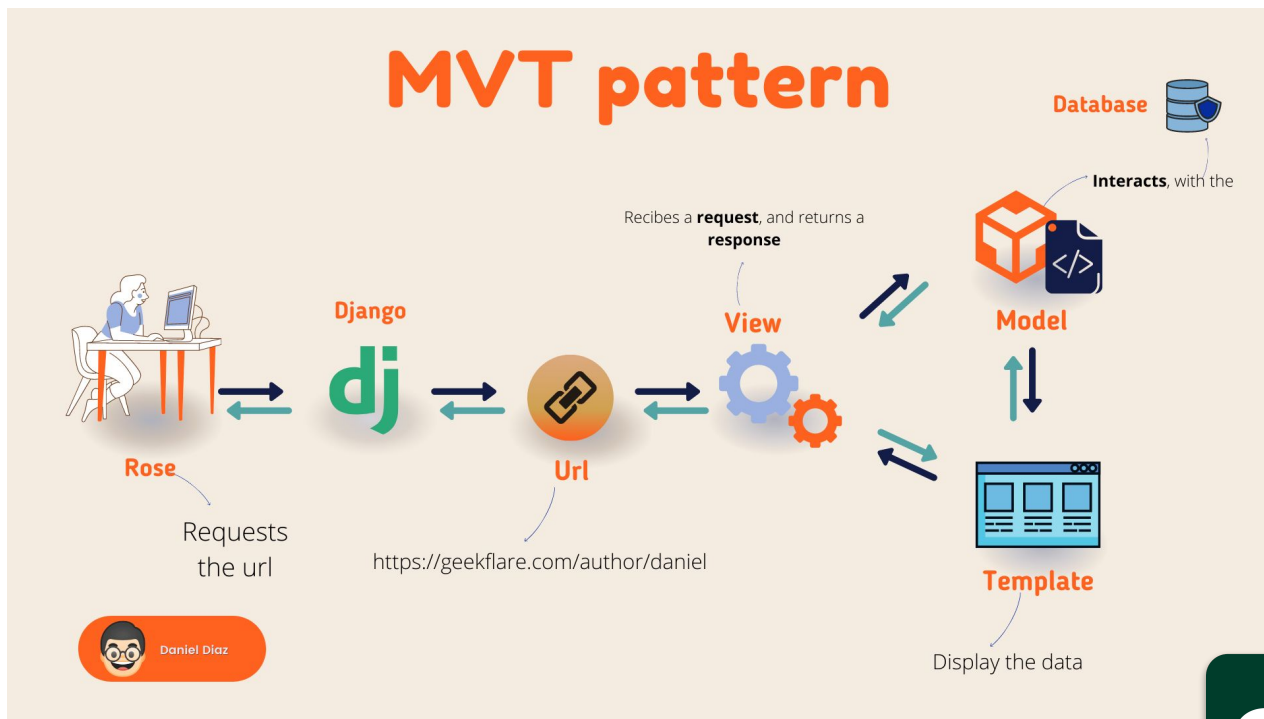 MVT pattern
Database
Interacts, with the
Recibes a request, and returns a
response
Django
View
Model
Rose
Url
Requests
the url
https://geekflare.com/author/daniel
Template
Display the data
Daniel Diaz
dj
</>